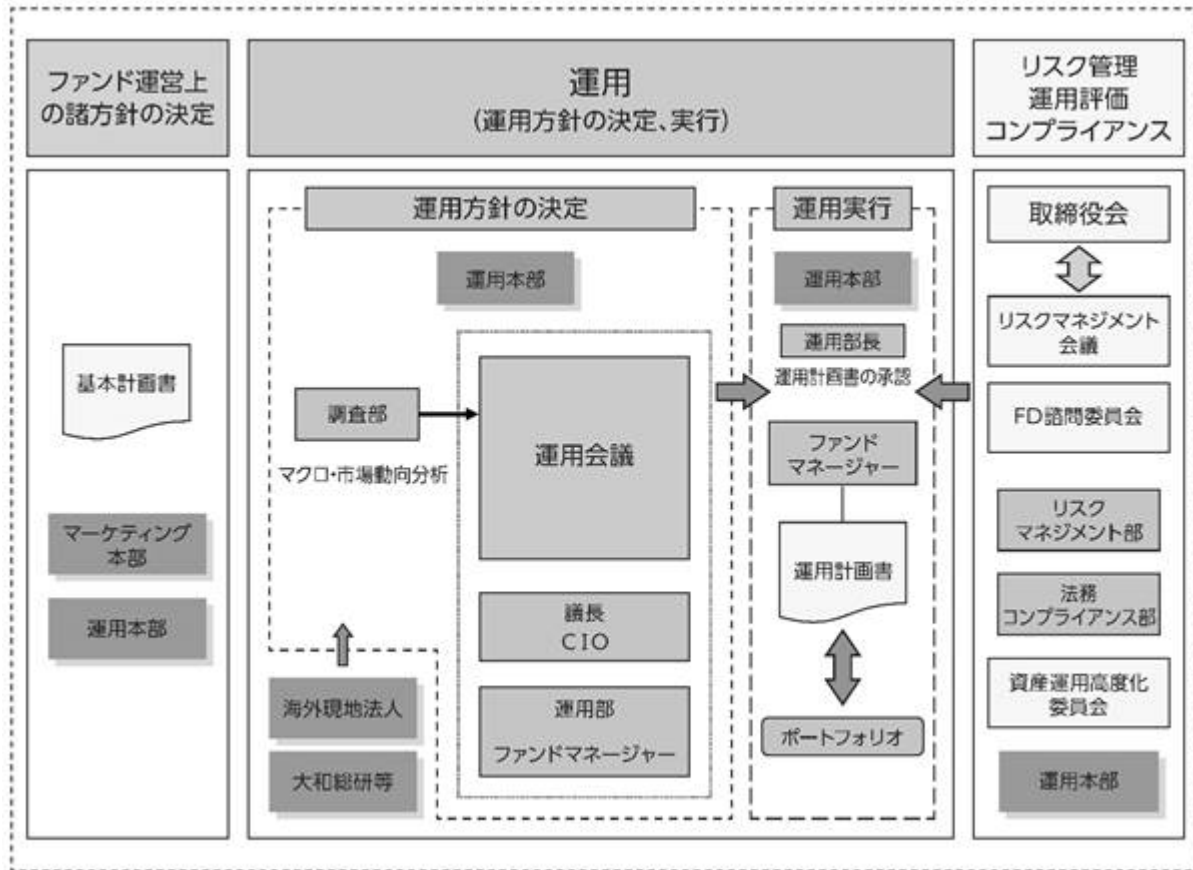 ファンド運営上
の諸方針の決定
運用
(運用方針の決定、実行)
リスク管理
運用評価
コンプライアンス
基本計画書
マーケティング
本部
運用本部
運用方針の決定
運用本部
調査部
マクロ・市場動向分析
運用会議
議長
CIO
運用部
ファンドマネージャー
海外現地法人
大和総研等
運用実行
運用本部
運用部長
運用計画書の承認
ファンド
マネージャー
運用計画書
ポートフォリオ
取締役会
リスクマネジメント
会議
FD諮問委員会
リスク
マネジメント部
法務
コンプライアンス部
資産運用高度化
委員会
運用本部